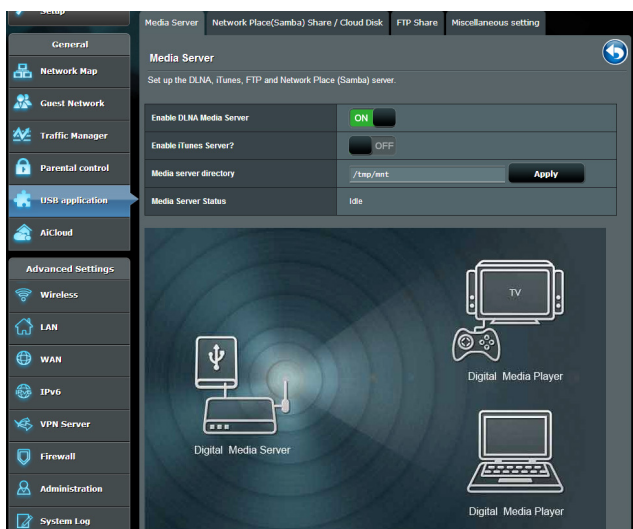 Setup
General
Network Map
Guest Network
Traffic Manager
Parental control
USB application
AiCloud
Advanced Settings
Wireless
LAN
WAN
IPv6
VPN Server
Firewall
Administration
System Log
Media Server
Network Place(Samba) Share / Cloud Disk
FTP Share
Miscellaneous setting
Media Server
Set up the DLNA, iTunes, FTP and Network Place (Samba) server.
Enable DLNA Media Server
ON
Enable iTunes Server?
OFF
Media server directory
/tmp/mnt
Apply
Media Server Status
Idle
TV
Digital Media Player
Digital Media Server
Digital Media Player